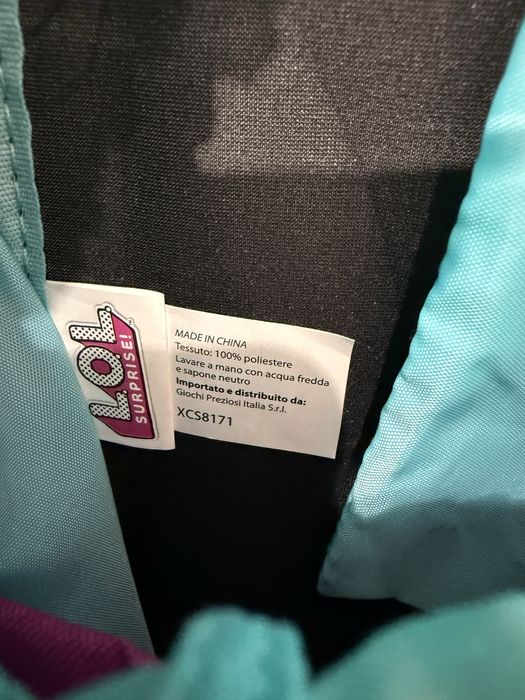 L.O.L.
SURPRISE!
MADE IN CHINA
Tessuto: 100% poliestere
Lavare a mano con acqua fredda
e sapone neutro
Importato e distribuito da:
Giochi Preziosi Italia S.r.l.
XCS8171